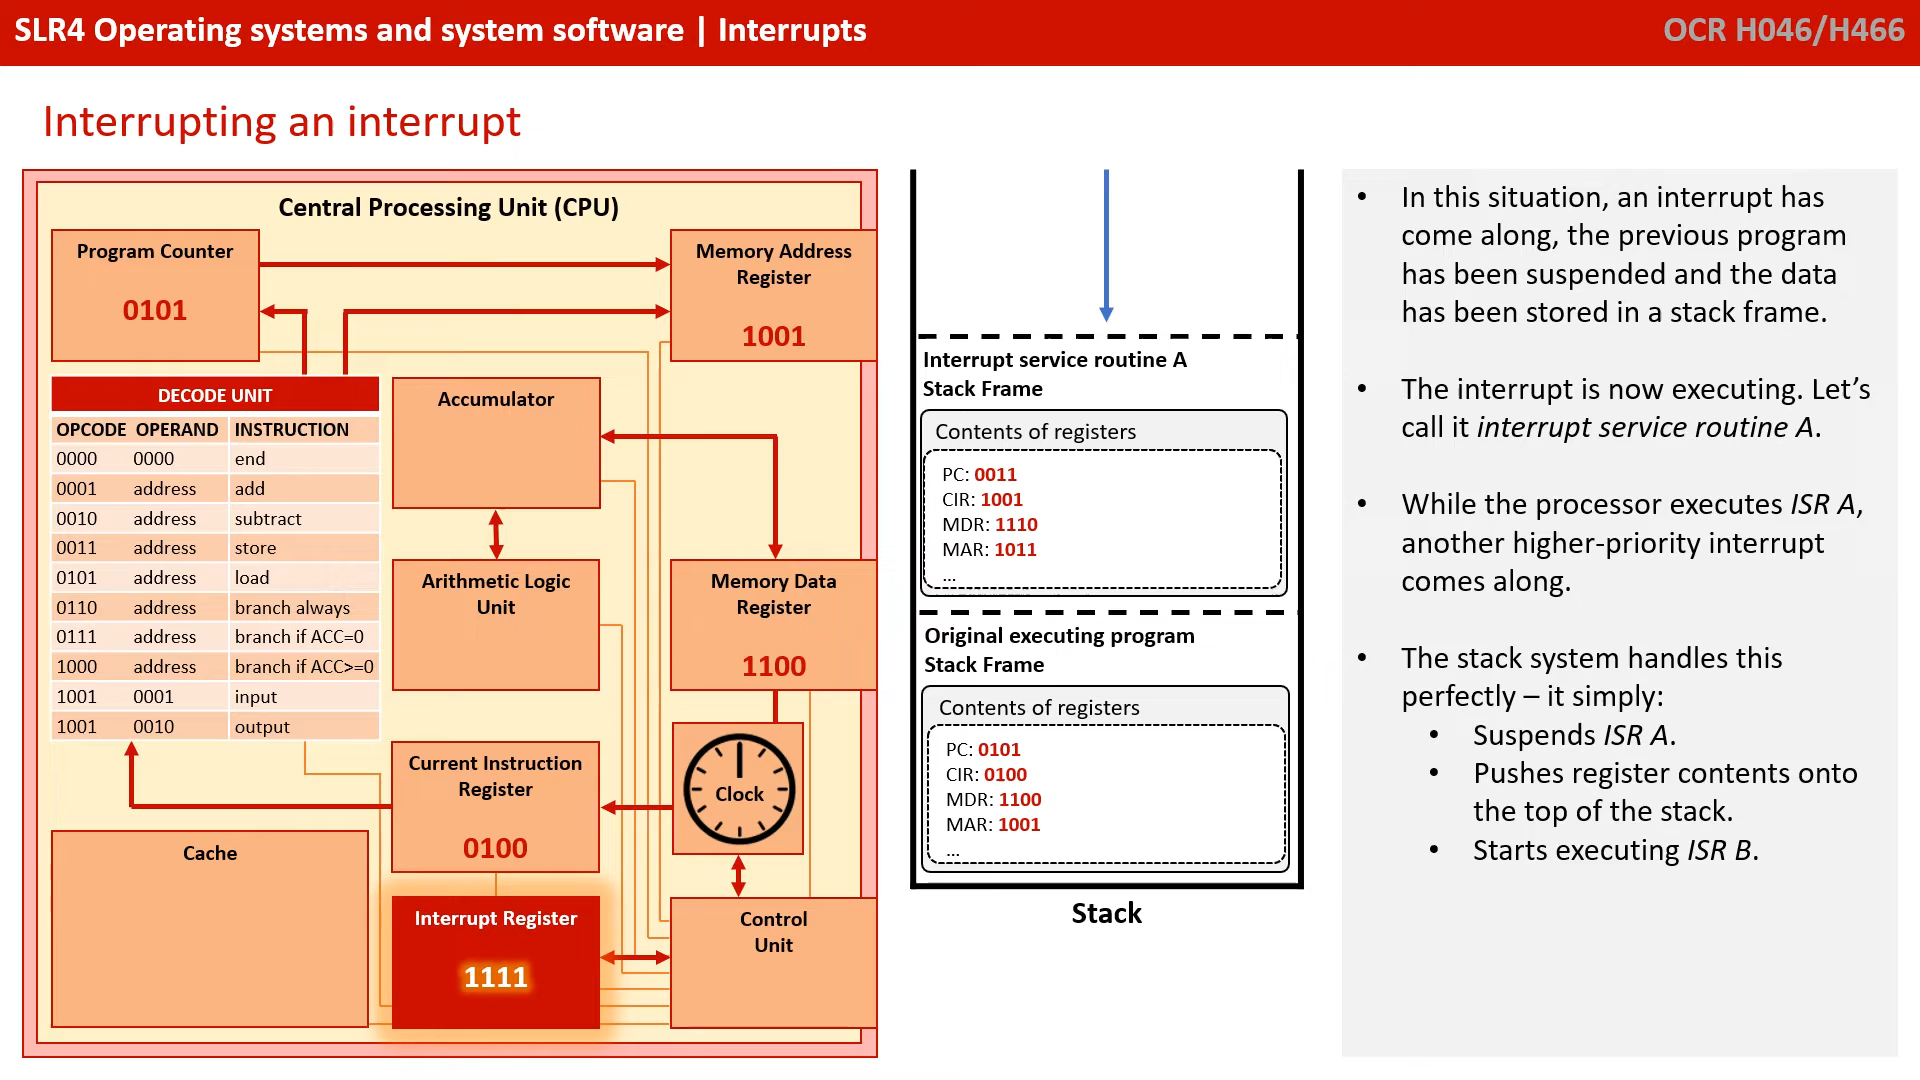 SLR4 Operating systems and system software | Interrupts
OCR H046/H466
Interrupting an interrupt
Central Processing Unit (CPU)
Program Counter
0101
Memory Address
Register
1001
DECODE UNIT
OPCODE OPERAND INSTRUCTION
0000 0000 end
0001 address add
0010 address subtract
0011 address store
0101 address load
0110 address branch always
0111 address branch if ACC=0
1000 address branch if ACC>=0
1001 0001 input
1001 0010 output
Accumulator
Arithmetic Logic
Unit
Memory Data
Register
1100
Current Instruction
Register
0100
Clock
Cache
Interrupt Register
1111
Control
Unit
Interrupt service routine A
Stack Frame
Contents of registers
PC: 0011
CIR: 1001
MDR: 1110
MAR: 1011
...
Original executing program
Stack Frame
Contents of registers
PC: 0101
CIR: 0100
MDR: 1100
MAR: 1001
...
Stack
• In this situation, an interrupt has
come along, the previous program
has been suspended and the data
has been stored in a stack frame.
• The interrupt is now executing. Let’s
call it interrupt service routine A.
• While the processor executes ISR A,
another higher-priority interrupt
comes along.
• The stack system handles this
perfectly – it simply:
• Suspends ISR A.
• Pushes register contents onto
the top of the stack.
• Starts executing ISR B.